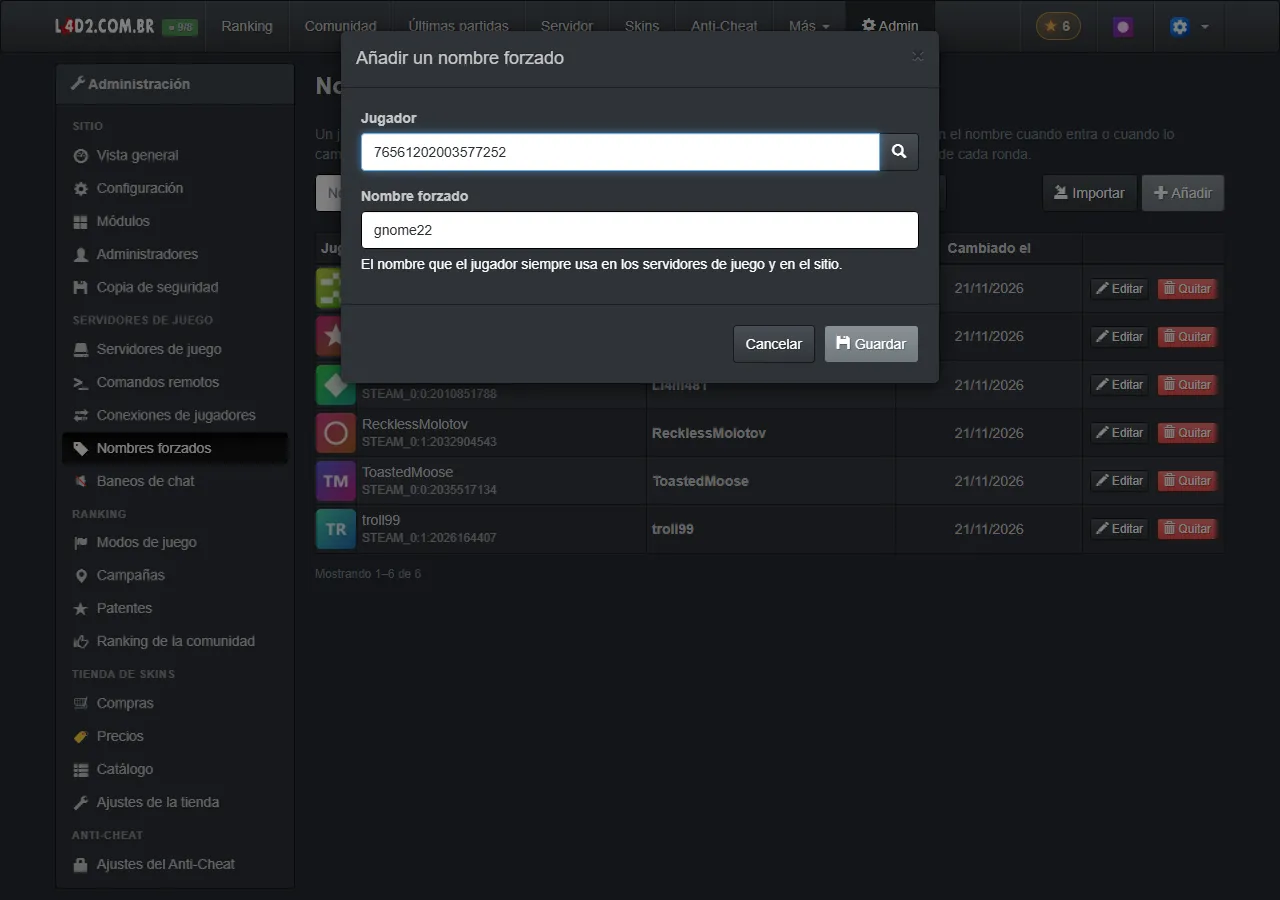 L4D2.COM.BR 9/8 Ranking Comunidad Últimas partidas Servidor Skins Anti-Cheat Más Admin 6
Añadir un nombre forzado
Jugador
76561202003577252
Nombre forzado
gnome22
El nombre que el jugador siempre usa en los servidores de juego y en el sitio.
Cancelar Guardar
Administración
SITIO
Vista general
Configuración
Módulos
Administradores
Copia de seguridad
SERVIDORES DE JUEGO
Servidores de juego
Comandos remotos
Conexiones de jugadores
Nombres forzados
Baneos de chat
RANKING
Modos de juego
Campañas
Patentes
Ranking de la comunidad
TIENDA DE SKINS
Compras
Precios
Catálogo
Ajustes de la tienda
ANTI-CHEAT
Ajustes del Anti-Cheat
el nombre cuando entra o cuando lo
de cada ronda.
Importar Añadir
Cambiado el
21/11/2026 Editar Quitar
21/11/2026 Editar Quitar
STEAM_0:0:2010851788 21/11/2026 Editar Quitar
RecklessMolotov
STEAM_0:1:2032904543 RecklessMolotov 21/11/2026 Editar Quitar
TM ToastedMoose
STEAM_0:0:2035517134 ToastedMoose 21/11/2026 Editar Quitar
TR troll99
STEAM_0:1:2026164407 troll99 21/11/2026 Editar Quitar
Mostrando 1–6 de 6